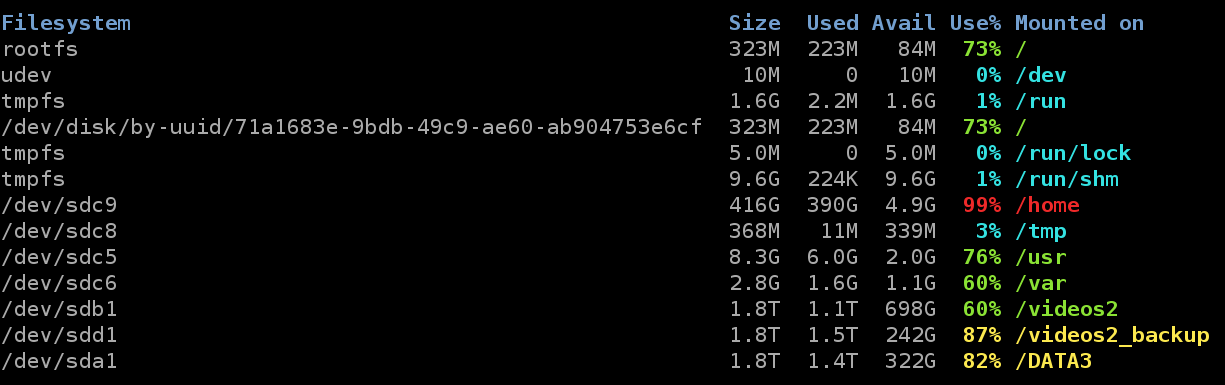 Filesystem Size Used Avail Use% Mounted on
rootfs 323M 223M 84M 73% /
udev 10M 0 10M 0% /dev
tmpfs 1.6G 2.2M 1.6G 1% /run
/dev/disk/by-uuid/71a1683e-9bdb-49c9-ae60-ab904753e6cf 323M 223M 84M 73% /
tmpfs 5.0M 0 5.0M 0% /run/lock
tmpfs 9.6G 224K 9.6G 1% /run/shm
/dev/sdc9 416G 390G 4.9G 99% /home
/dev/sdc8 368M 11M 339M 3% /tmp
/dev/sdc5 8.3G 6.0G 2.0G 76% /usr
/dev/sdc6 2.8G 1.6G 1.1G 60% /var
/dev/sdb1 1.8T 1.1T 698G 60% /videos2
/dev/sdd1 1.8T 1.5T 242G 87% /videos2_backup
/dev/sda1 1.8T 1.4T 322G 82% /DATA3